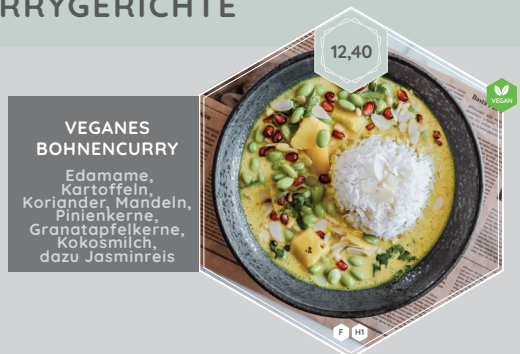 RRYGERICHTE
12,40
VEGAN
VEGANES
BOHNENCURRY
Edamame,
Kartoffeln,
Koriander, Mandeln,
Pinienkerne,
Granatapfelkerne,
Kokosmilch,
dazu Jasminreis
F H1